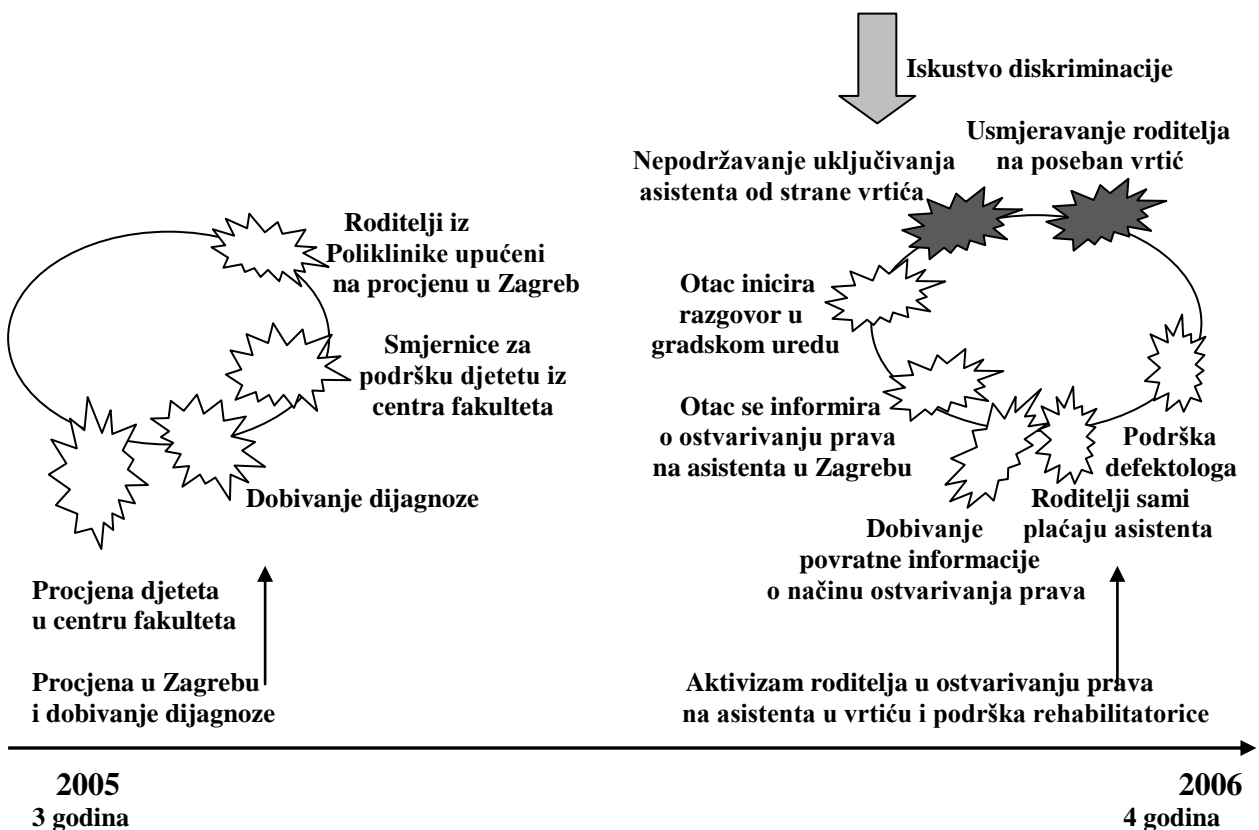 Iskustvo diskriminacije
Nepodržavanje uključivanja
asistenta od strane vrtića
Usmjeravanje roditelja
na poseban vrtić
Roditelji iz
Poliklinike upućeni
na procjenu u Zagreb
Smjernice za
podršku djetetu iz
centra fakulteta
Dobivanje dijagnoze
Procjena djeteta
u centru fakulteta
Procjena u Zagrebu
i dobivanje dijagnoze
Otac inicira
razgovor u
gradskom uredu
Otac se informira
o ostvarivanju prava
na asistenta u Zagrebu
Dobivanje
povratne informacije
o načinu ostvarivanja prava
Podrška
defektologa
Roditelji sami
plaćaju asistenta
Aktivizam roditelja u ostvarivanju prava
na asistenta u vrtiću i podrška rehabilitatorice
2005
3 godina
2006
4 godina